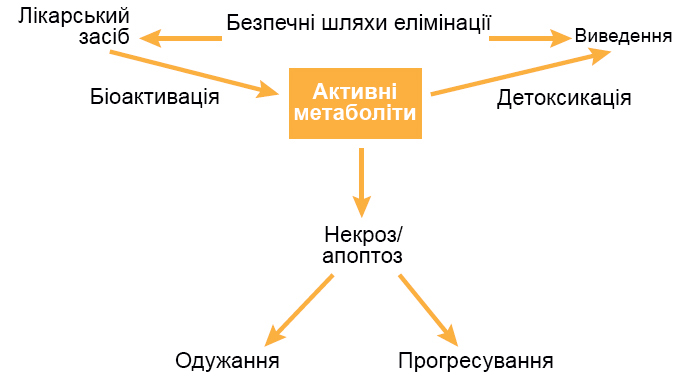 Лікарський
засіб
Безпечні шляхи елімінації
Виведення
Біоактивація
Активні
метаболіти
Детоксикація
Некроз/
апоптоз
Одужання
Прогресування